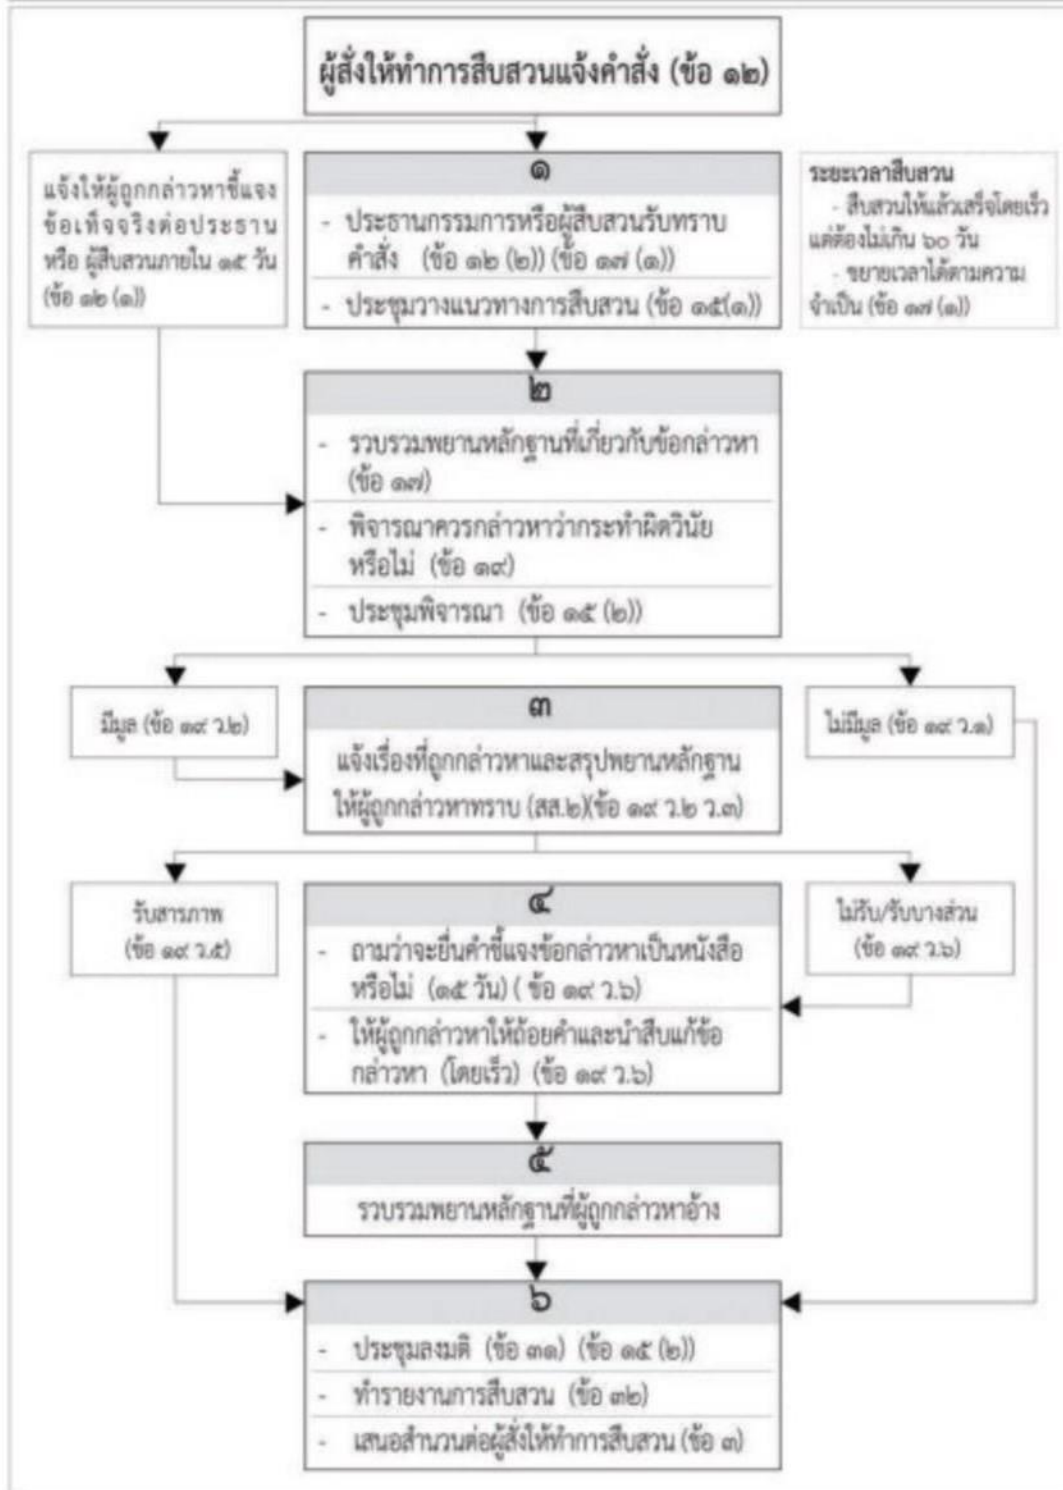 ผู้สั่งให้ทำการสืบสวนแจ้งคำสั่ง (ข้อ ๑๒)
แจ้งให้ผู้ถูกกล่าวหาชี้แจง
ข้อเท็จจริงต่อประธาน
หรือ ผู้สืบสวนภายใน ๑๕ วัน
(ข้อ ๑๒ (๑))
๑
- ประธานกรรมการหรือผู้สืบสวนรับทราบ
คำสั่ง (ข้อ ๑๒ (๒)) (ข้อ ๑๗ (๑))
- ประชุมวางแนวทางการสืบสวน (ข้อ ๑๕(๑))
ระยะเวลาสืบสวน
- สืบสวนให้แล้วเสร็จโดยเร็ว
แต่ต้องไม่เกิน ๖๐ วัน
- ขยายเวลาได้ตามความ
จำเป็น (ข้อ ๑๗ (๑))
๒
- รวบรวมพยานหลักฐานที่เกี่ยวกับข้อกล่าวหา
(ข้อ ๑๗)
- พิจารณาควรกล่าวหาว่ากระทำผิดวินัย
หรือไม่ (ข้อ ๑๙)
- ประชุมพิจารณา (ข้อ ๑๕ (๒))
มีมูล (ข้อ ๑๙ ว.๒)
๓
แจ้งเรื่องที่ถูกกล่าวหาและสรุปพยานหลักฐาน
ให้ผู้ถูกกล่าวหาทราบ (สส.๒)(ข้อ ๑๙ ว.๒ ว.๓)
ไม่มีมูล (ข้อ ๑๙ ว.๑)
รับสารภาพ
(ข้อ ๑๙ ว.๕)
๔
- ถามว่าจะยื่นคำชี้แจงข้อกล่าวหาเป็นหนังสือ
หรือไม่ (๑๕ วัน) ( ข้อ ๑๙ ว.๖)
- ให้ผู้ถูกกล่าวหาให้ถ้อยคำและนำสืบแก้ข้อ
กล่าวหา (โดยเร็ว) (ข้อ ๑๙ ว.๖)
ไม่รับ/รับบางส่วน
(ข้อ ๑๙ ว.๖)
๕
รวบรวมพยานหลักฐานที่ผู้ถูกกล่าวหาอ้าง
๖
- ประชุมลงมติ (ข้อ ๓๑) (ข้อ ๑๕ (๒))
- ทำรายงานการสืบสวน (ข้อ ๓๒)
- เสนอสำนวนต่อผู้สั่งให้ทำการสืบสวน (ข้อ ๓)